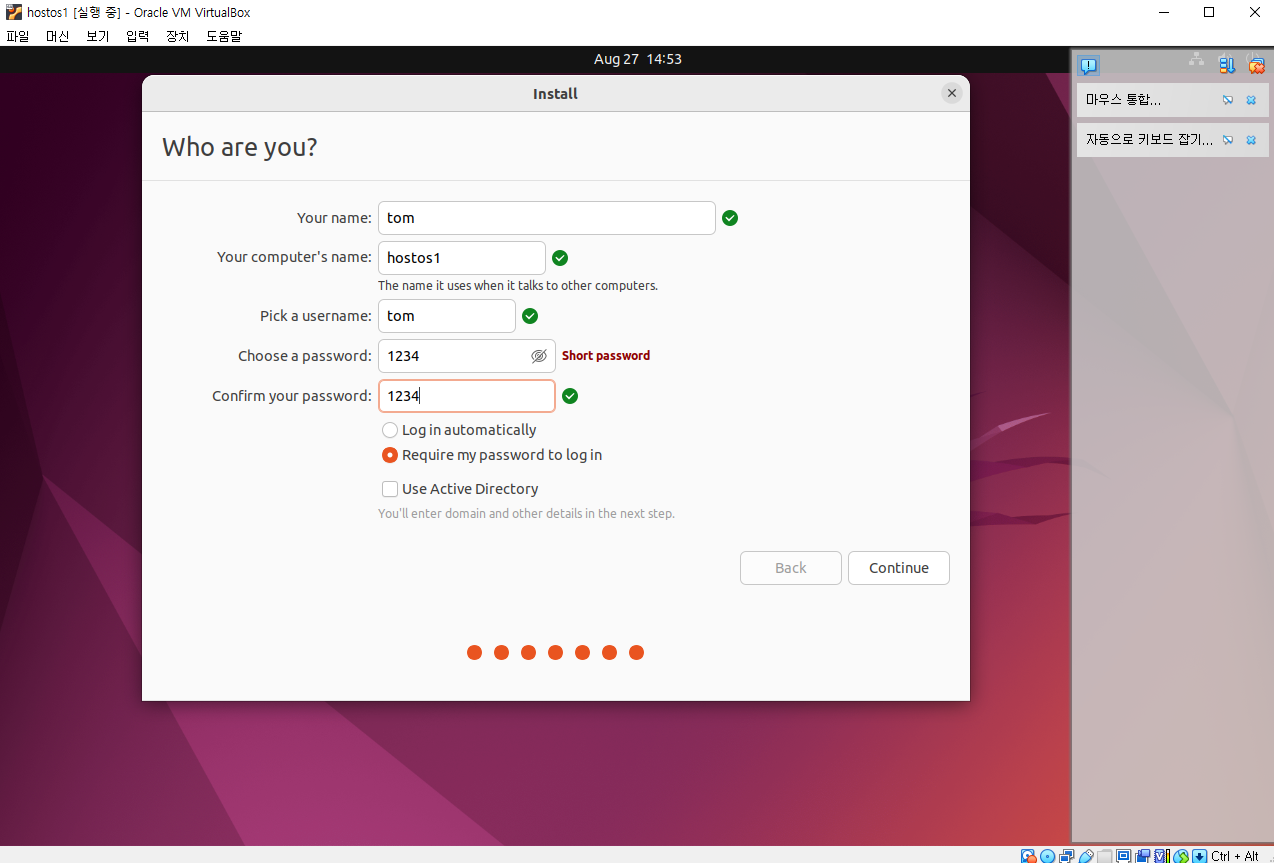 hostos1 [실행 중] - Oracle VM VirtualBox
파일 머신 보기 입력 장치 도움말
Aug 27 14:53
Install
마우스 통합...
자동으로 키보드 잡기...
Who are you?
Your name: tom
Your computer's name: hostos1
The name it uses when it talks to other computers.
Pick a username: tom
Choose a password: 1234 Short password
Confirm your password: 1234
Log in automatically
Require my password to log in
Use Active Directory
You'll enter domain and other details in the next step.
Back Continue
Ctrl + Alt